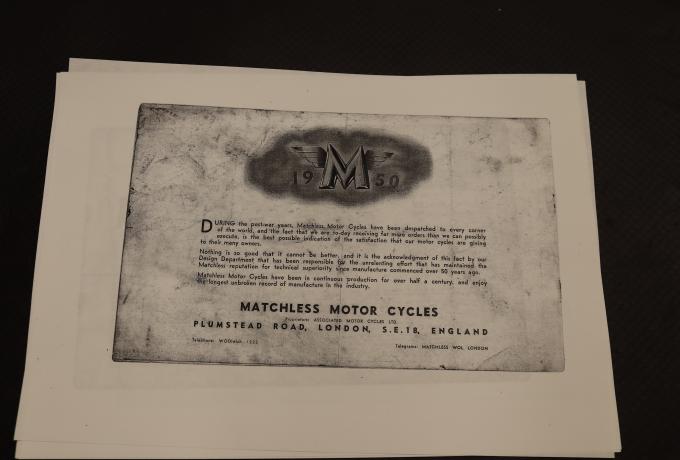 19 M 50
DURING the post-war years, Matchless Motor Cycles have been despatched to every corner
of the world, and the fact that we are to-day receiving far more orders than we can possibly
execute, is the best possible indication of the satisfaction that our motor cycles are giving
to their many owners.
Nothing is so good that it cannot be better, and it is the acknowledgment of this fact by our
Design Department that has been responsible for the unrelenting effort that has maintained the
Matchless reputation for technical superiority since manufacture commenced over 50 years ago.
Matchless Motor Cycles have been in continuous production for over half a century, and enjoy
the longest unbroken record of manufacture in the industry.
MATCHLESS MOTOR CYCLES
Proprietors: ASSOCIATED MOTOR CYCLES LTD.
PLUMSTEAD ROAD, LONDON, S.E.18, ENGLAND
Telephone: WOOlwich Telegrams: MATCHLESS WOL, LONDON